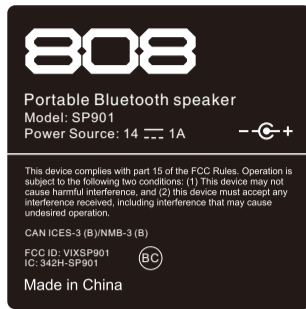 808
Portable Bluetooth speaker
Model: SP901
Power Source: 14 ⎓ 1A
This device complies with part 15 of the FCC Rules. Operation is
subject to the following two conditions: (1) This device may not
cause harmful interference, and (2) this device must accept any
interference received, including interference that may cause
undesired operation.
CAN ICES-3 (B)/NMB-3 (B)
FCC ID: VIXSP901
IC: 342H-SP901
BC
Made in China